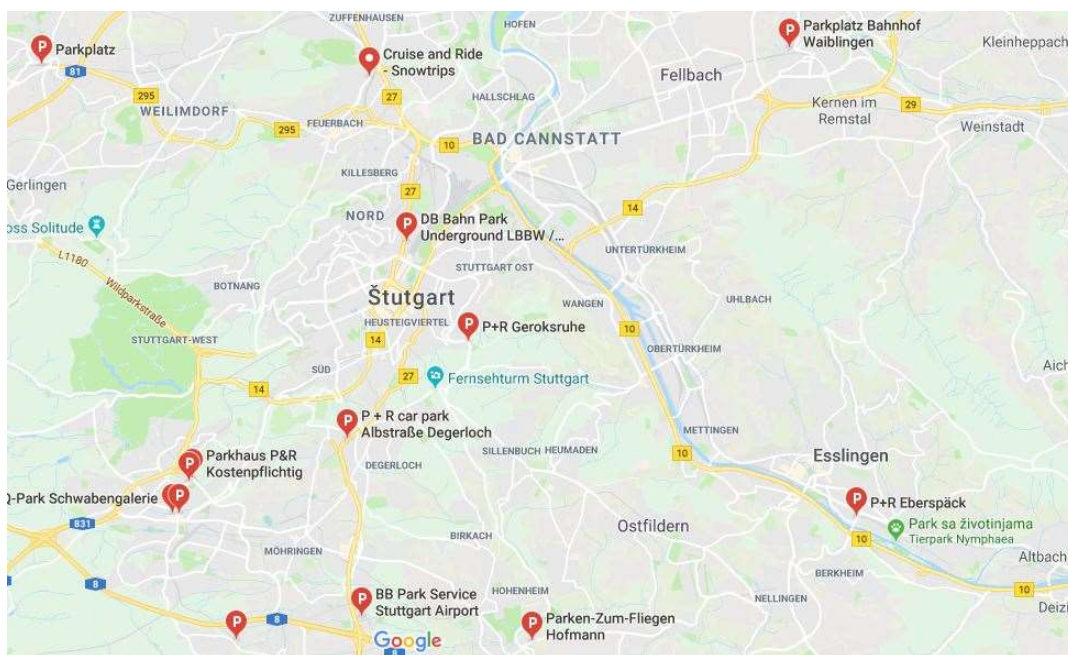 ZUFFENHAUSEN
HOFEN
Parkplatz Bahnhof
Waiblingen
Kleinheppach
Parkplatz
Cruise and Ride
- Snowtrips
81
Fellbach
295
27
HALLSCHLAG
WEILIMDORF
Kernen im
Remstal
29
FEUERBACH
295
BAD CANNSTATT
Weinstadt
10
KILLESBERG
Gerlingen
27
14
NORD
DB Bahn Park
Underground LBBW /...
oss Solitude
UNTERTÜRKHEIM
L1180
STUTTGART OST
Wildparkstraße
BOTNANG
Štutgart
WANGEN
UHLBACH
HEUSTEIGVIERTEL
P+R Geroksruhe
10
STUTTGART-WEST
14
OBERTÜRKHEIM
SÜD
27
Fernsehturm Stuttgart
Aich
14
P + R car park
Albstraße Degerloch
METTINGEN
SILLENBUCH
HEUMADEN
10
Esslingen
Parkhaus P&R
Kostenpflichtig
DEGERLOCH
Q-Park Schwabengalerie
P+R Eberspäck
831
Ostfildern
Park sa životinjama
Tierpark Nymphaea
BIRKACH
10
MÖHRINGEN
Altbach
BERKHEIM
8
HOHENHEIM
10
BB Park Service
Stuttgart Airport
NELLINGEN
Deizi
8
Parken-Zum-Fliegen
Hofmann
Google
8